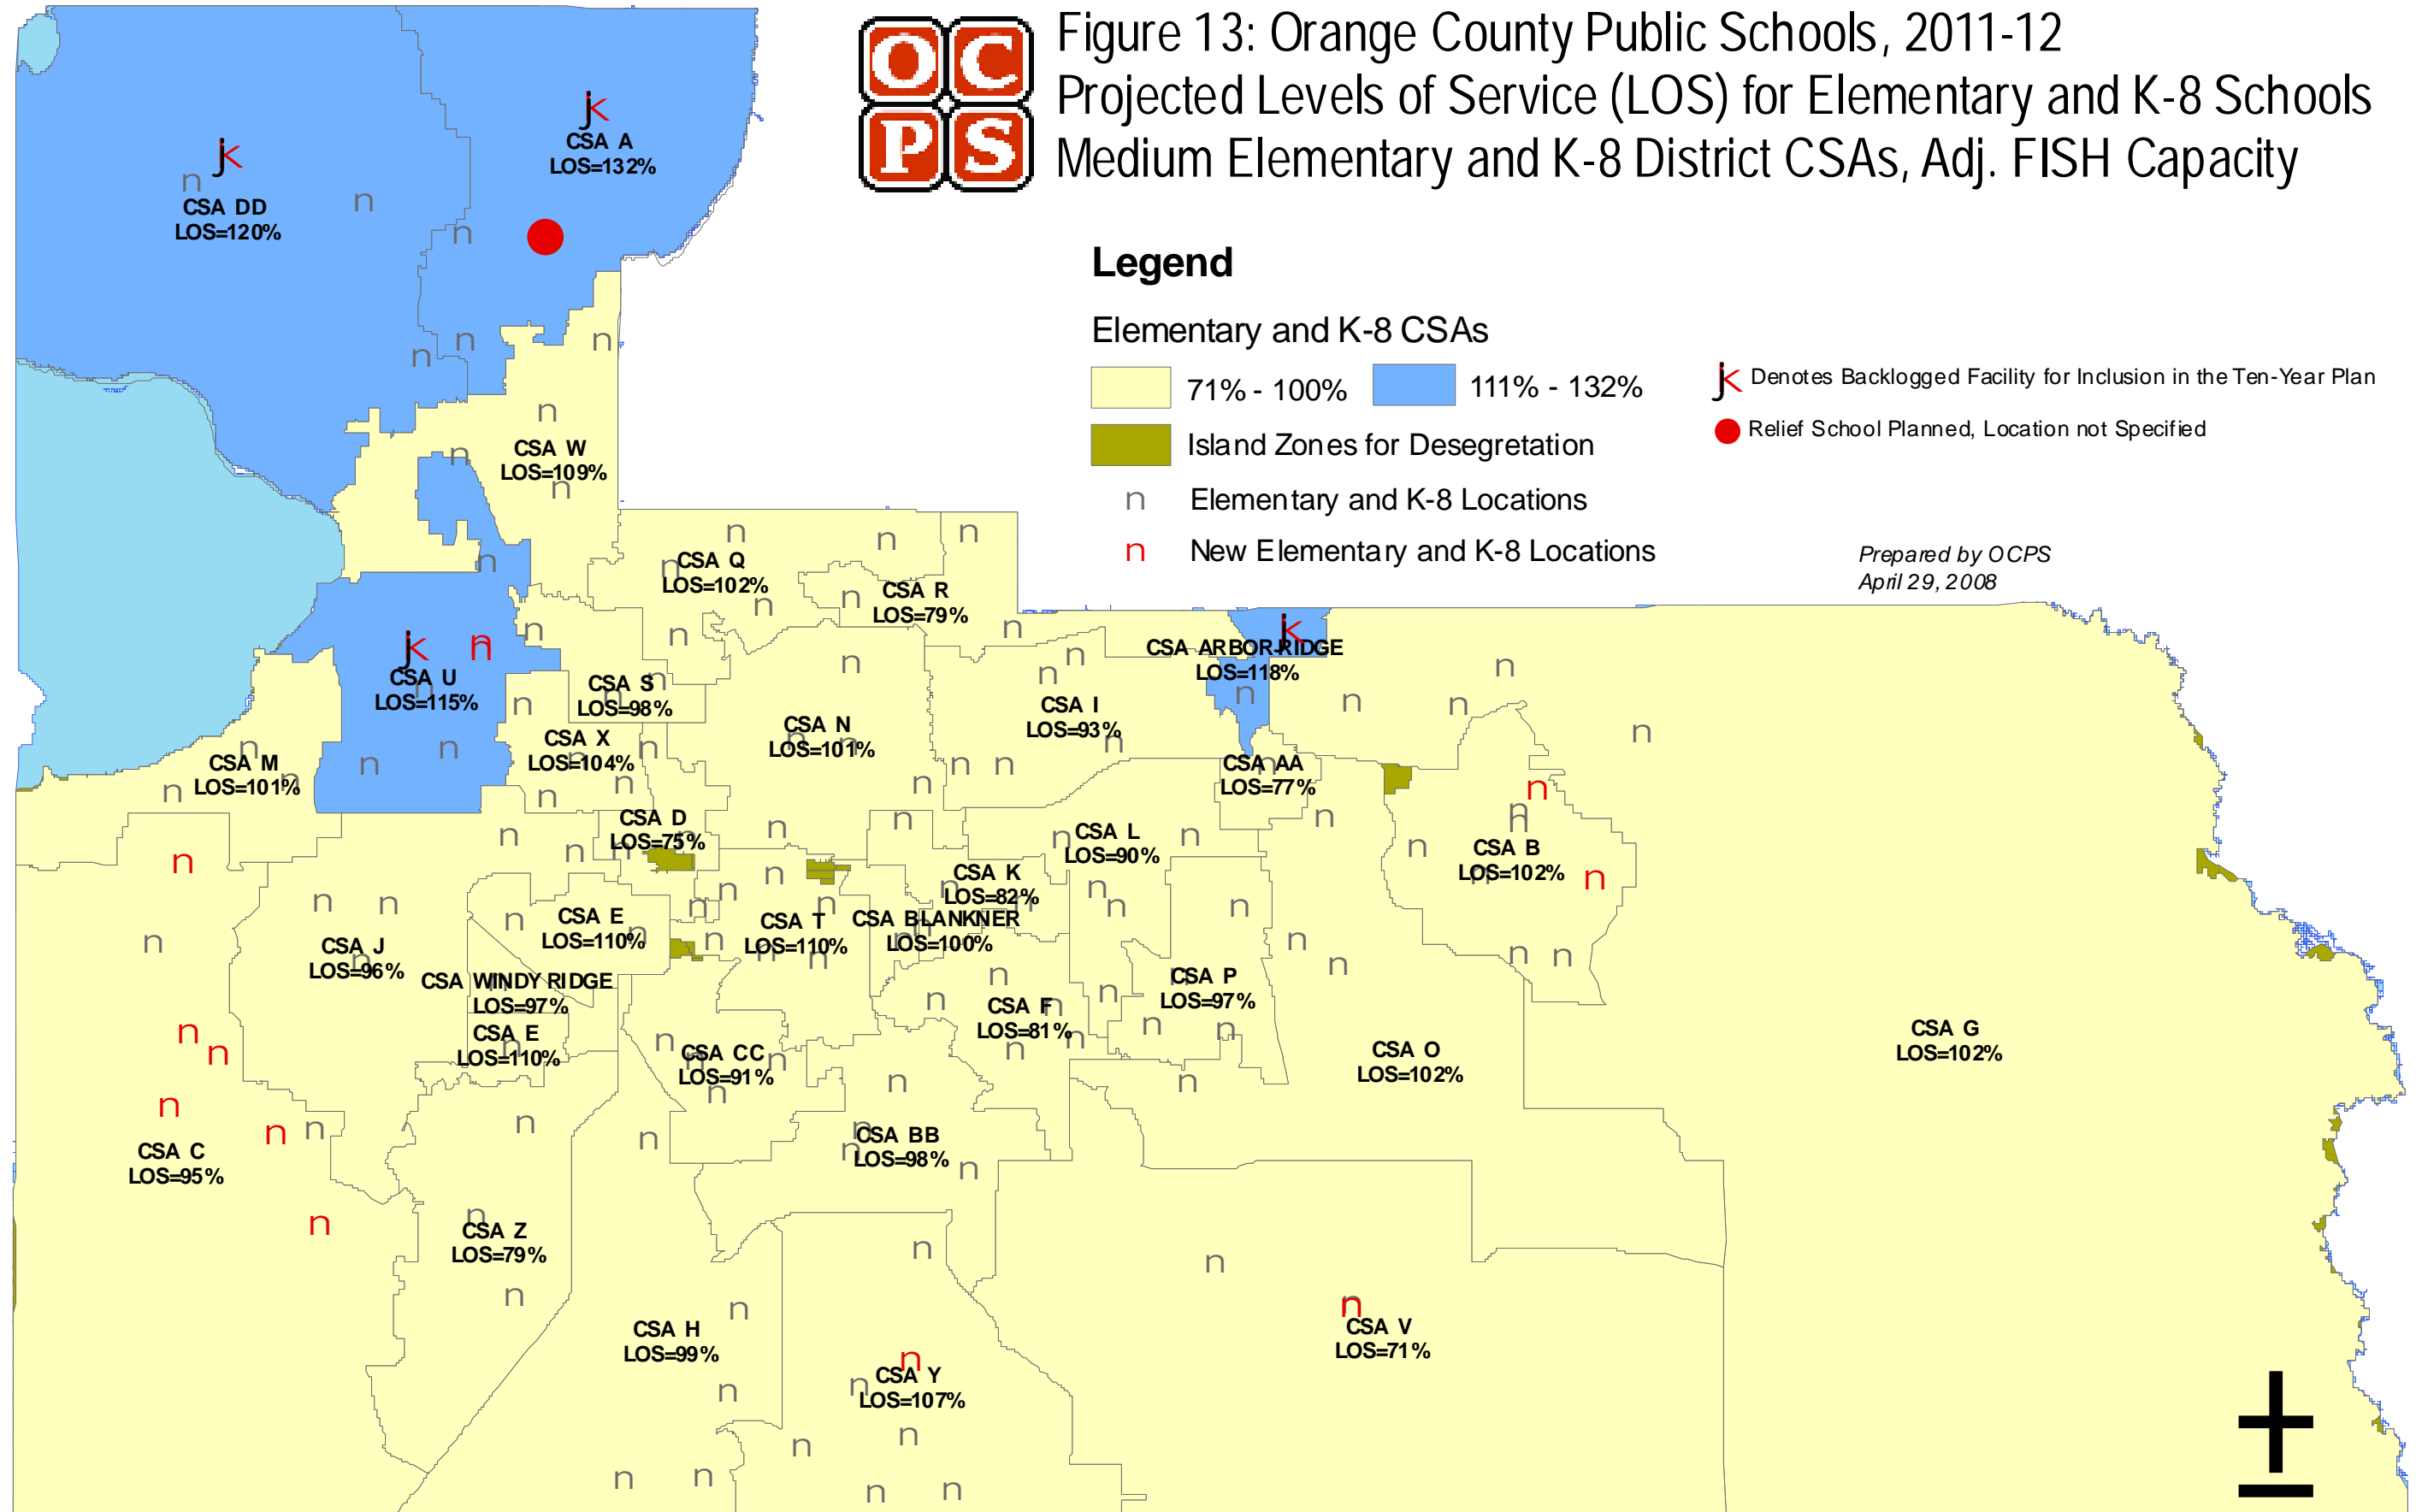 O C
P S
Figure 13: Orange County Public Schools, 2011-12
Projected Levels of Service (LOS) for Elementary and K-8 Schools
Medium Elementary and K-8 District CSAs, Adj. FISH Capacity
Legend
Elementary and K-8 CSAs
71% - 100%
111% - 132%
Island Zones for Desegretation
n Elementary and K-8 Locations
n New Elementary and K-8 Locations
jk Denotes Backlogged Facility for Inclusion in the Ten-Year Plan
Relief School Planned, Location not Specified
Prepared by OCPS
April 29, 2008
CSA A
LOS=132%
CSA DD
LOS=120%
CSA W
LOS=109%
CSA Q
LOS=102%
CSA R
LOS=79%
CSA ARBOR-RIDGE
LOS=118%
CSA U
LOS=115%
CSA S
LOS=98%
CSA I
LOS=93%
CSA N
LOS=101%
CSA X
LOS=104%
CSA M
LOS=101%
CSA AA
LOS=77%
CSA D
LOS=75%
CSA L
LOS=90%
CSA B
LOS=102%
CSA K
LOS=82%
CSA E
LOS=110%
CSA T
LOS=110%
CSA BLANKNER
LOS=100%
CSA J
LOS=96%
CSA WINDY RIDGE
LOS=97%
CSA P
LOS=97%
CSA F
LOS=81%
CSA E
LOS=110%
CSA CC
LOS=91%
CSA O
LOS=102%
CSA G
LOS=102%
CSA BB
LOS=98%
CSA C
LOS=95%
CSA Z
LOS=79%
CSA H
LOS=99%
CSA V
LOS=71%
CSA Y
LOS=107%